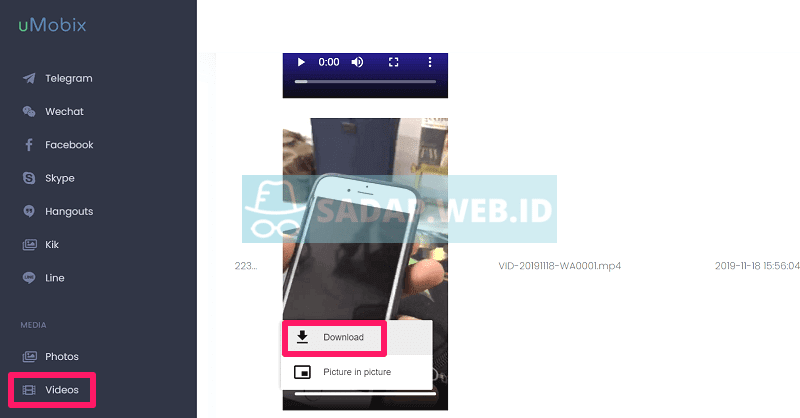 uMobix
Telegram
Wechat
Facebook
Skype
Hangouts
Kik
Line
MEDIA
Photos
Videos
0:00
SADAP.WEB.ID
223...
VID-20191118-WA0001.mp4
2019-11-18 15:56:04
Download
Picture in picture